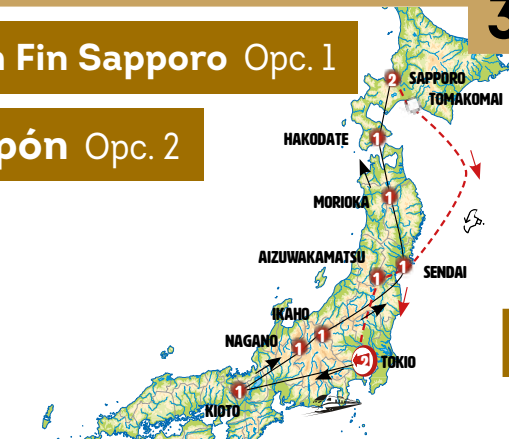 3
n Fin Sapporo Opc. 1
pón Opc. 2
2 SAPPORO
TOMAKOMAI
HAKODATE 1
MORIOKA 1
AIZUWAKAMATSU
1
1 SENDAI
IKAHO
1
NAGANO
1
2 TOKIO
1
KIOTO